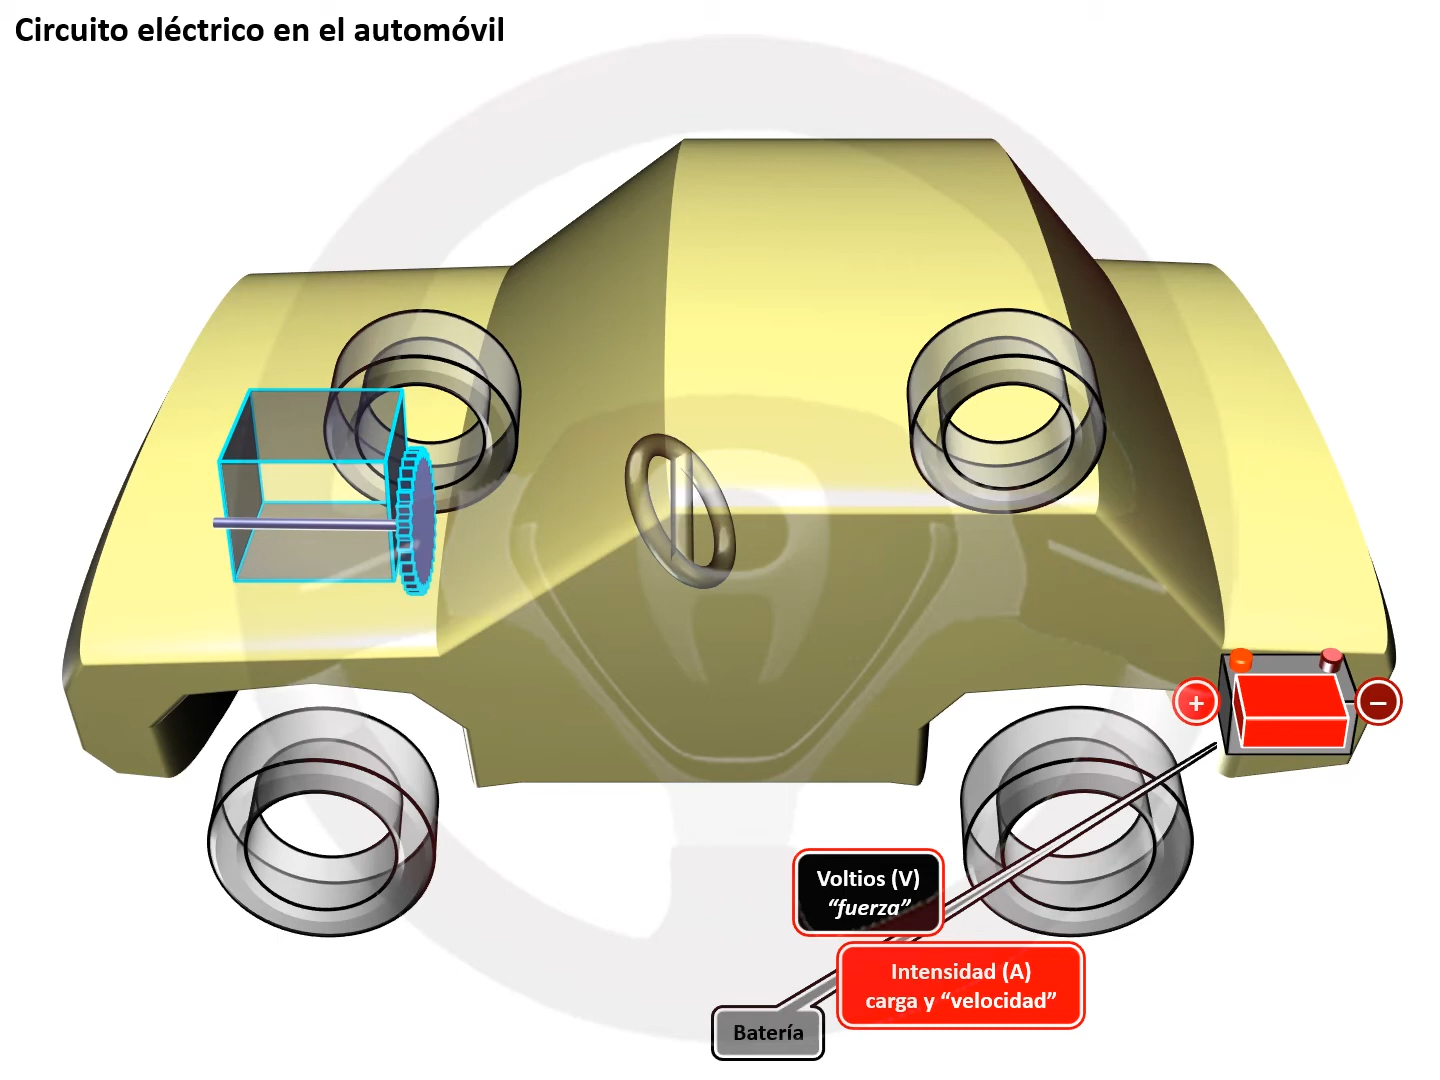 Circuito eléctrico en el automóvil
+
−
Voltios (V)
“fuerza”
Intensidad (A)
carga y “velocidad”
Batería